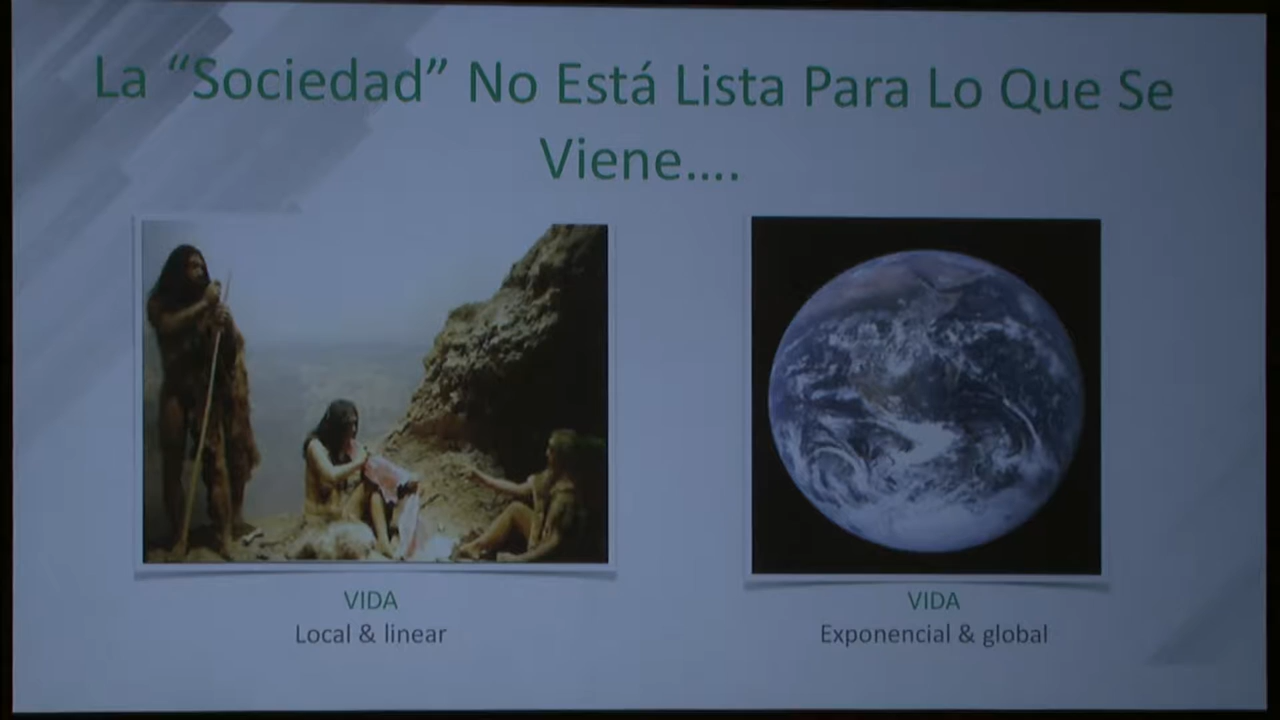 La “Sociedad” No Está Lista Para Lo Que Se
Viene....
VIDA
Local & linear
VIDA
Exponencial & global